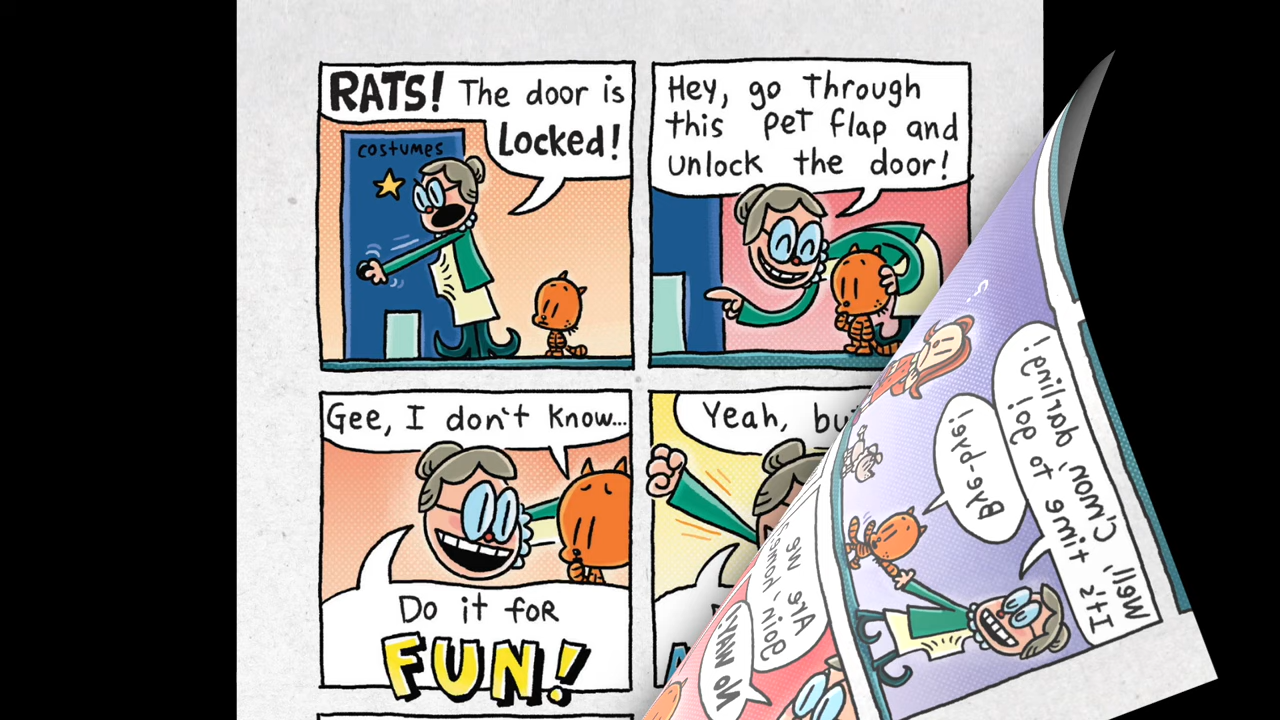 RATS! The door is
Locked!
costumes
Hey, go through
this pet flap and
unlock the door!
Gee, I don't know...
Do it for
FUN!
Yeah, bu
Well,
C'mon, darling!
It's time to go!
Bye-bye!
Are we
goin' home?
No way!